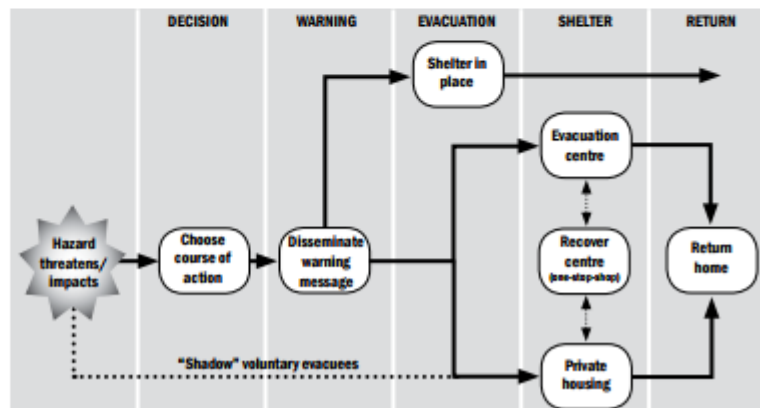 DECISION WARNING EVACUATION SHELTER RETURN
Shelter in
place
Evacuation
centre
Hazard
threatens/
impacts
Choose
course of
action
Disseminate
warning
message
Recover
centre
(one-stop-shop)
Return
home
"Shadow" voluntary evacuees
Private
housing